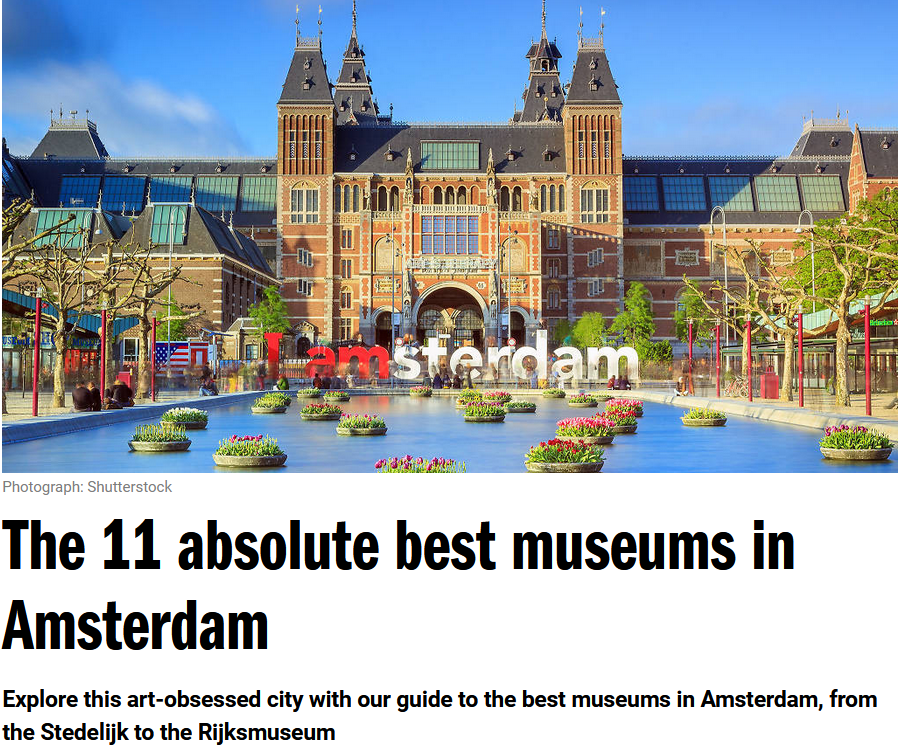 I amsterdam
Photograph: Shutterstock
The 11 absolute best museums in
Amsterdam
Explore this art-obsessed city with our guide to the best museums in Amsterdam, from
the Stedelijk to the Rijksmuseum